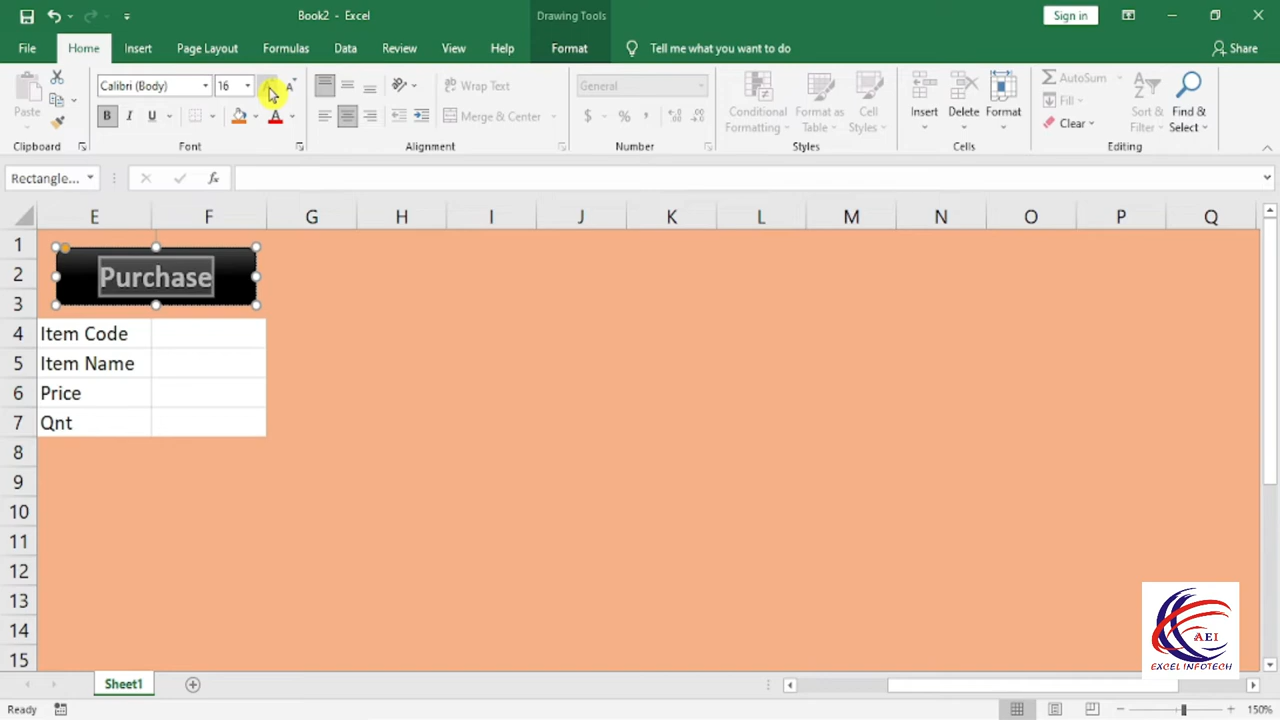 Book2 - Excel
Drawing Tools
Sign in
File Home Insert Page Layout Formulas Data Review View Help Format Tell me what you want to do Share
Paste
Calibri (Body) 16
B I U A
Clipboard
Font
Wrap Text
Merge & Center
Alignment
General
$ % ,
Number
Conditional Formatting
Format as Table
Cell Styles
Styles
Insert Delete Format
Cells
AutoSum
Fill
Clear
Sort & Filter
Find & Select
Editing
Rectangle...
fx
E F G H I J K L M N O P Q
1
2 Purchase
3
4 Item Code
5 Item Name
6 Price
7 Qnt
8
9
10
11
12
13
14
15
AEI
EXCEL INFOTECH
Sheet1
Ready
150%